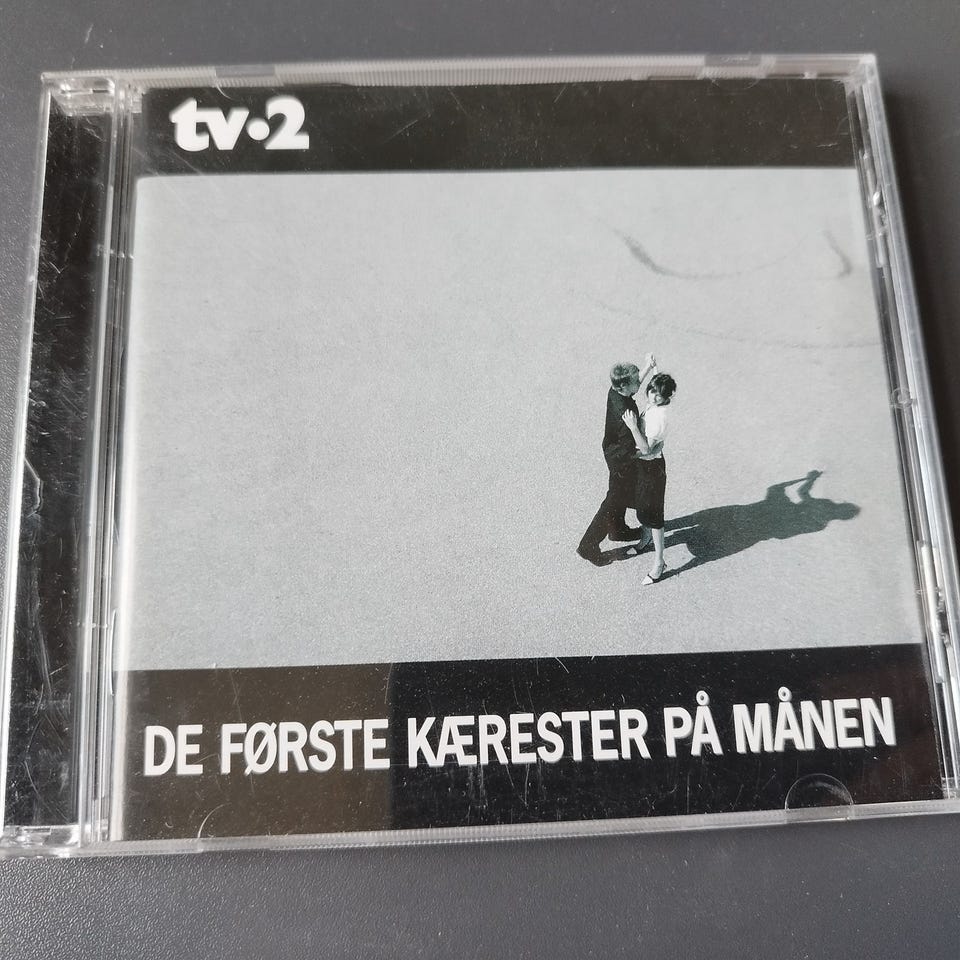 tv·2
DE FØRSTE KÆRESTER PÅ MÅNEN